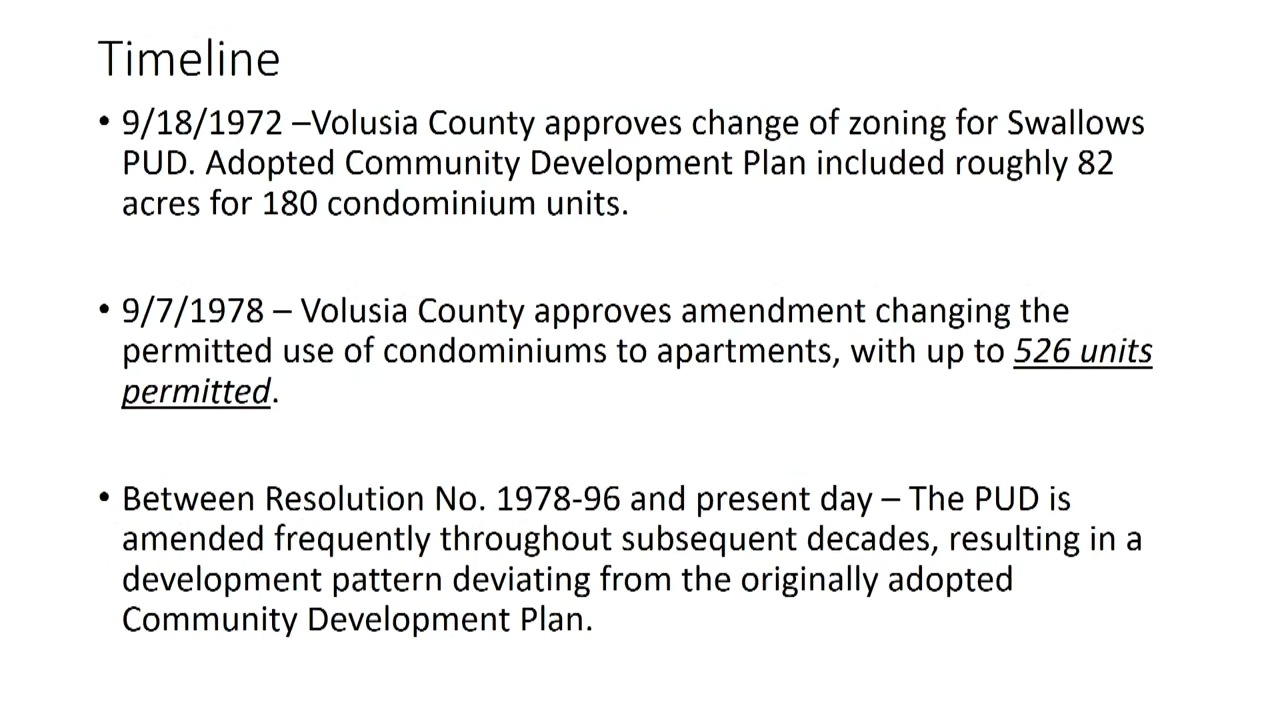 Timeline
• 9/18/1972 –Volusia County approves change of zoning for Swallows
PUD. Adopted Community Development Plan included roughly 82
acres for 180 condominium units.
• 9/7/1978 – Volusia County approves amendment changing the
permitted use of condominiums to apartments, with up to 526 units
permitted.
• Between Resolution No. 1978-96 and present day – The PUD is
amended frequently throughout subsequent decades, resulting in a
development pattern deviating from the originally adopted
Community Development Plan.